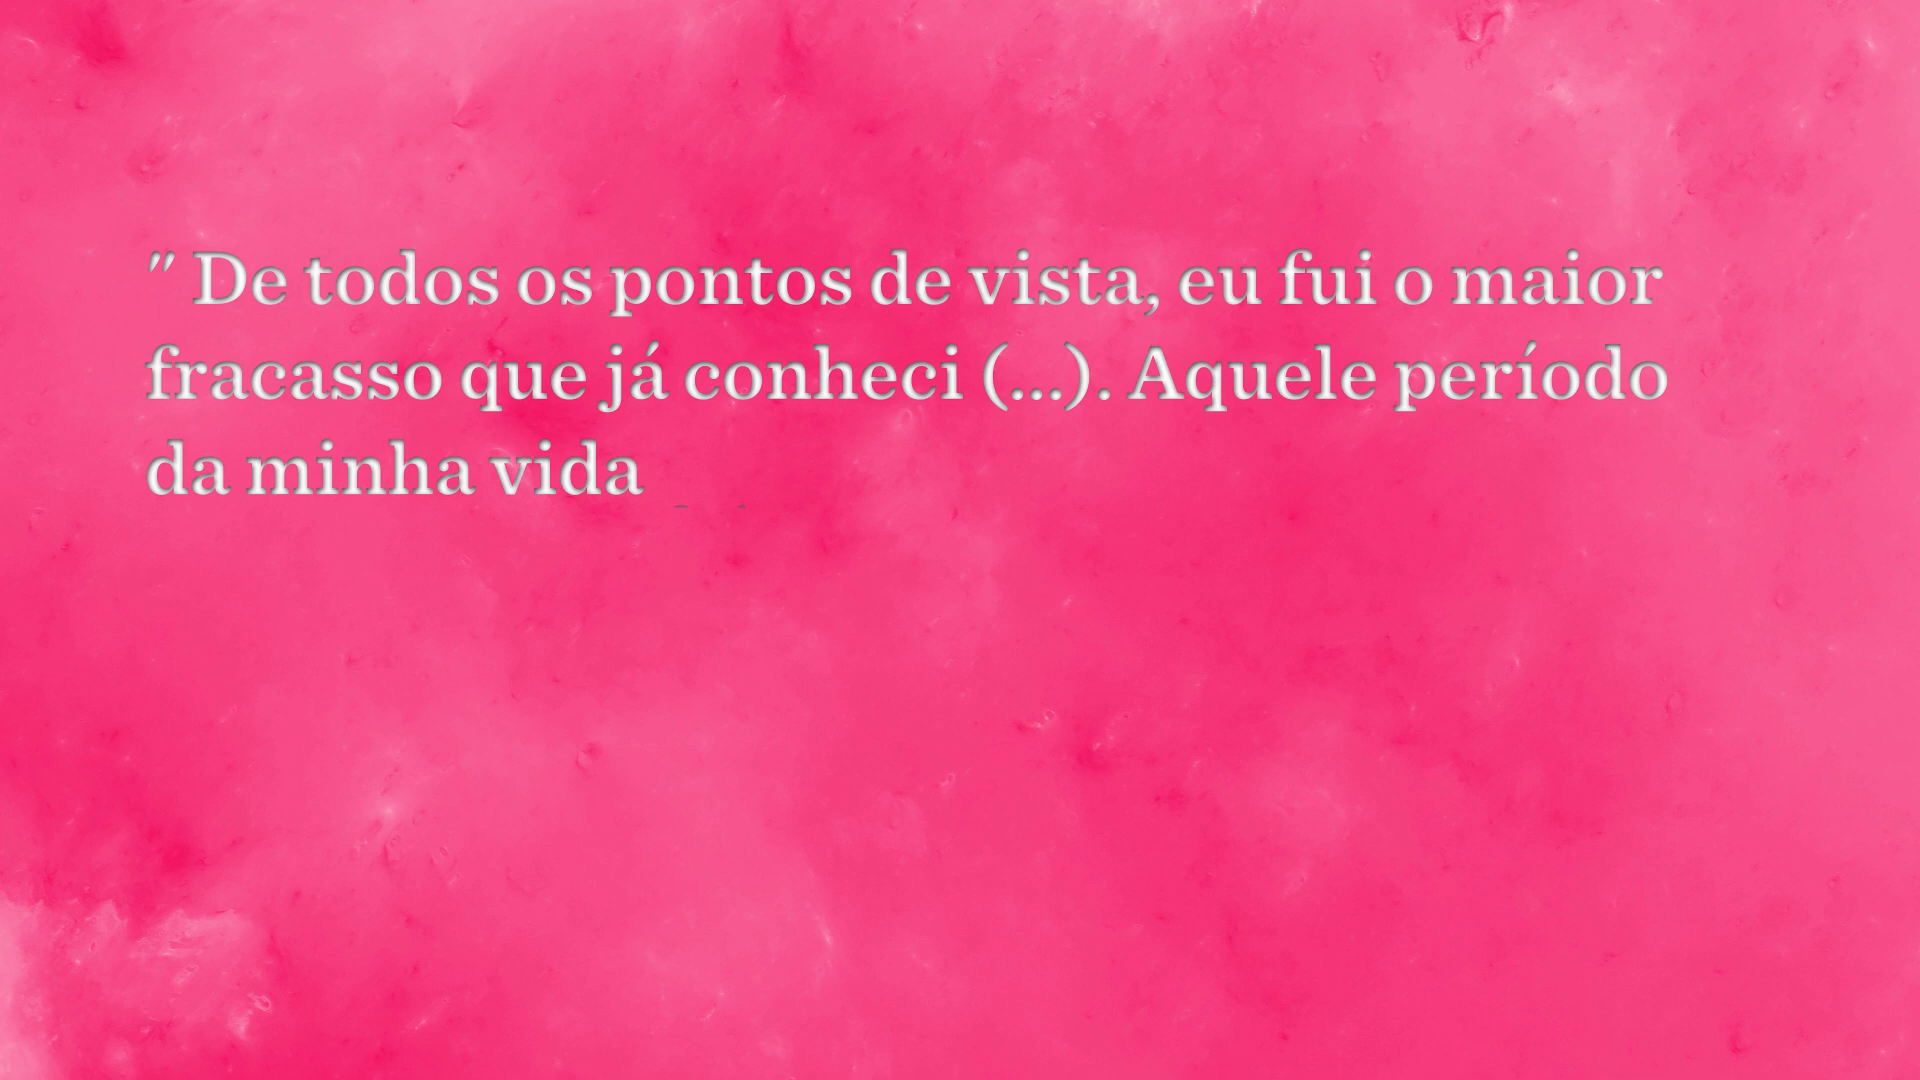 " De todos os pontos de vista, eu fui o maior
fracasso que já conheci (...). Aquele período
da minha vida